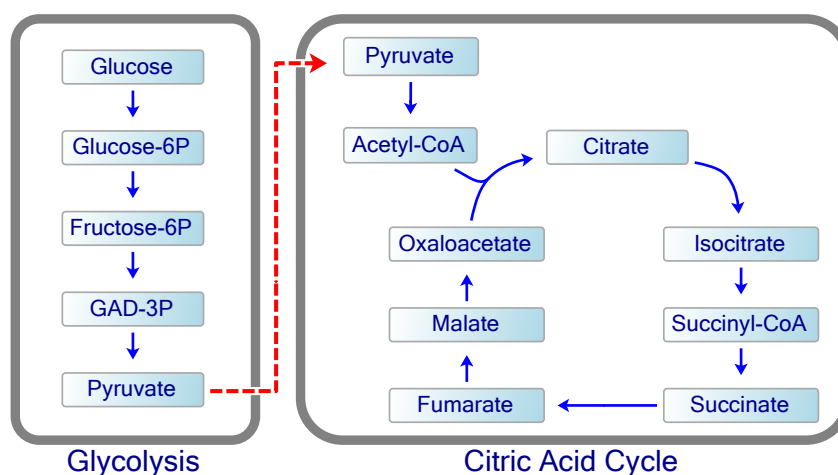 Glucose
Glucose-6P
Fructose-6P
GAD-3P
Pyruvate
Glycolysis
Pyruvate
Acetyl-CoA
Citrate
Isocitrate
Succinyl-CoA
Succinate
Fumarate
Malate
Oxaloacetate
Citric Acid Cycle